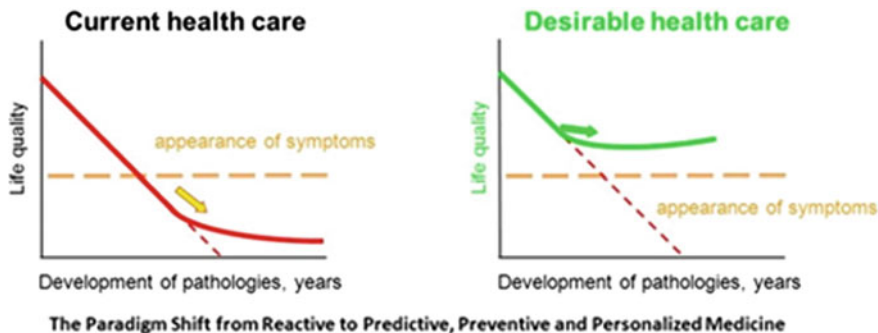 Current health care
Life quality
appearance of symptoms
Development of pathologies, years
Desirable health care
Life quality
appearance of symptoms
Development of pathologies, years
The Paradigm Shift from Reactive to Predictive, Preventive and Personalized Medicine